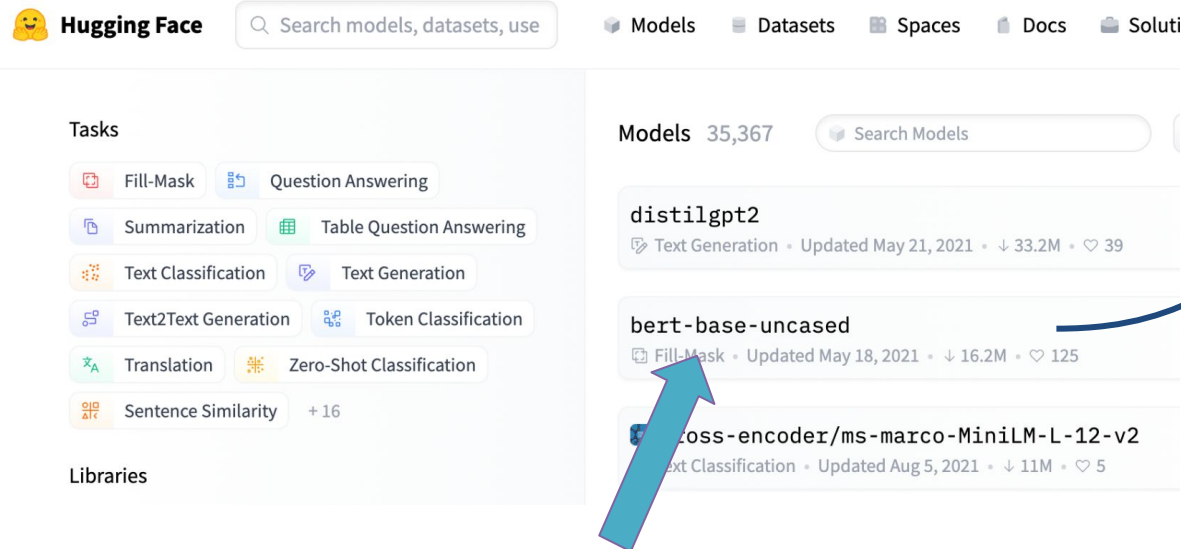 Hugging Face
Search models, datasets, use
Models
Datasets
Spaces
Docs
Tasks
Fill-Mask Question Answering
Summarization Table Question Answering
Text Classification Text Generation
Text2Text Generation Token Classification
Translation Zero-Shot Classification
Sentence Similarity + 16
Libraries
Models 35,367 Search Models
distilgpt2
Text Generation • Updated May 21, 2021 • ↓ 33.2M • ♡ 39
bert-base-uncased
Fill-Mask • Updated May 18, 2021 • ↓ 16.2M • ♡ 125
oss-encoder/ms-marco-MiniLM-L-12-v2
Classification • Updated Aug 5, 2021 • ↓ 11M • ♡ 5